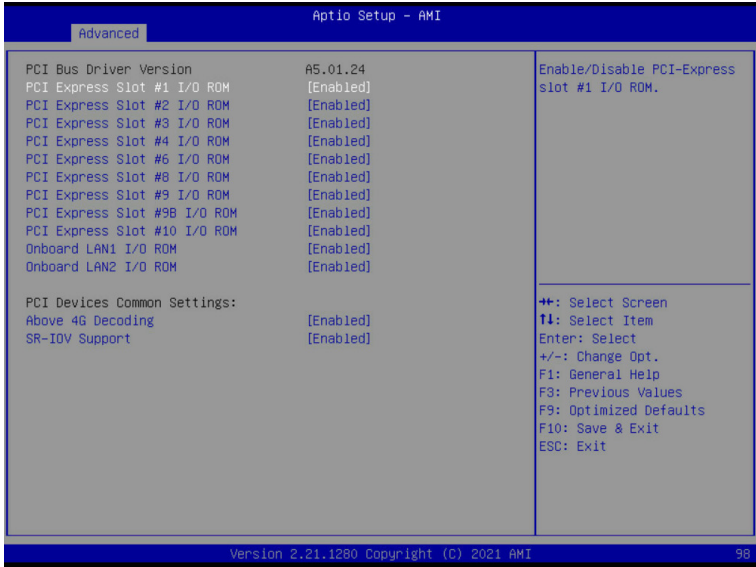 Aptio Setup - AMI
Advanced
PCI Bus Driver Version A5.01.24
PCI Express Slot #1 I/O ROM [Enabled]
PCI Express Slot #2 I/O ROM [Enabled]
PCI Express Slot #3 I/O ROM [Enabled]
PCI Express Slot #4 I/O ROM [Enabled]
PCI Express Slot #6 I/O ROM [Enabled]
PCI Express Slot #8 I/O ROM [Enabled]
PCI Express Slot #9 I/O ROM [Enabled]
PCI Express Slot #9B I/O ROM [Enabled]
PCI Express Slot #10 I/O ROM [Enabled]
Onboard LAN1 I/O ROM [Enabled]
Onboard LAN2 I/O ROM [Enabled]
PCI Devices Common Settings:
Above 4G Decoding [Enabled]
SR-IOV Support [Enabled]
Enable/Disable PCI-Express
slot #1 I/O ROM.
→←: Select Screen
↑↓: Select Item
Enter: Select
+/-: Change Opt.
F1: General Help
F3: Previous Values
F9: Optimized Defaults
F10: Save & Exit
ESC: Exit
Version 2.21.1280 Copyright (C) 2021 AMI
98